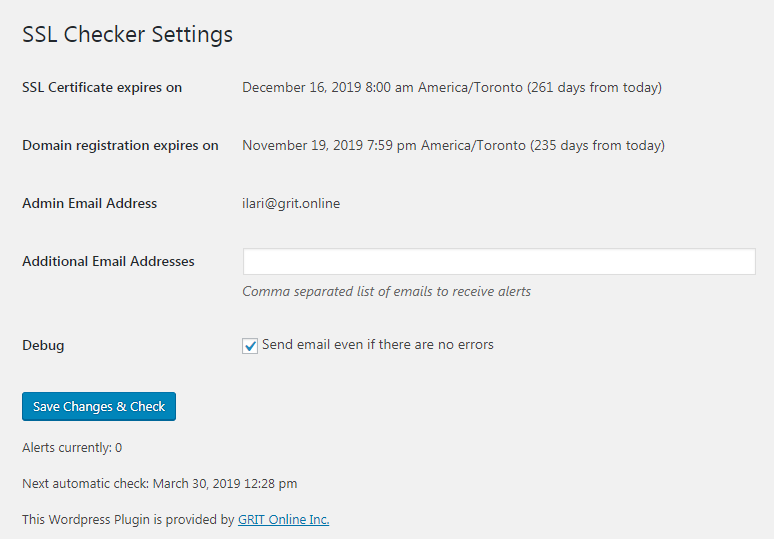 SSL Checker Settings
SSL Certificate expires on December 16, 2019 8:00 am America/Toronto (261 days from today)
Domain registration expires on November 19, 2019 7:59 pm America/Toronto (235 days from today)
Admin Email Address ilari@grit.online
Additional Email Addresses
Comma separated list of emails to receive alerts
Debug Send email even if there are no errors
Save Changes & Check
Alerts currently: 0
Next automatic check: March 30, 2019 12:28 pm
This Wordpress Plugin is provided by GRIT Online Inc.